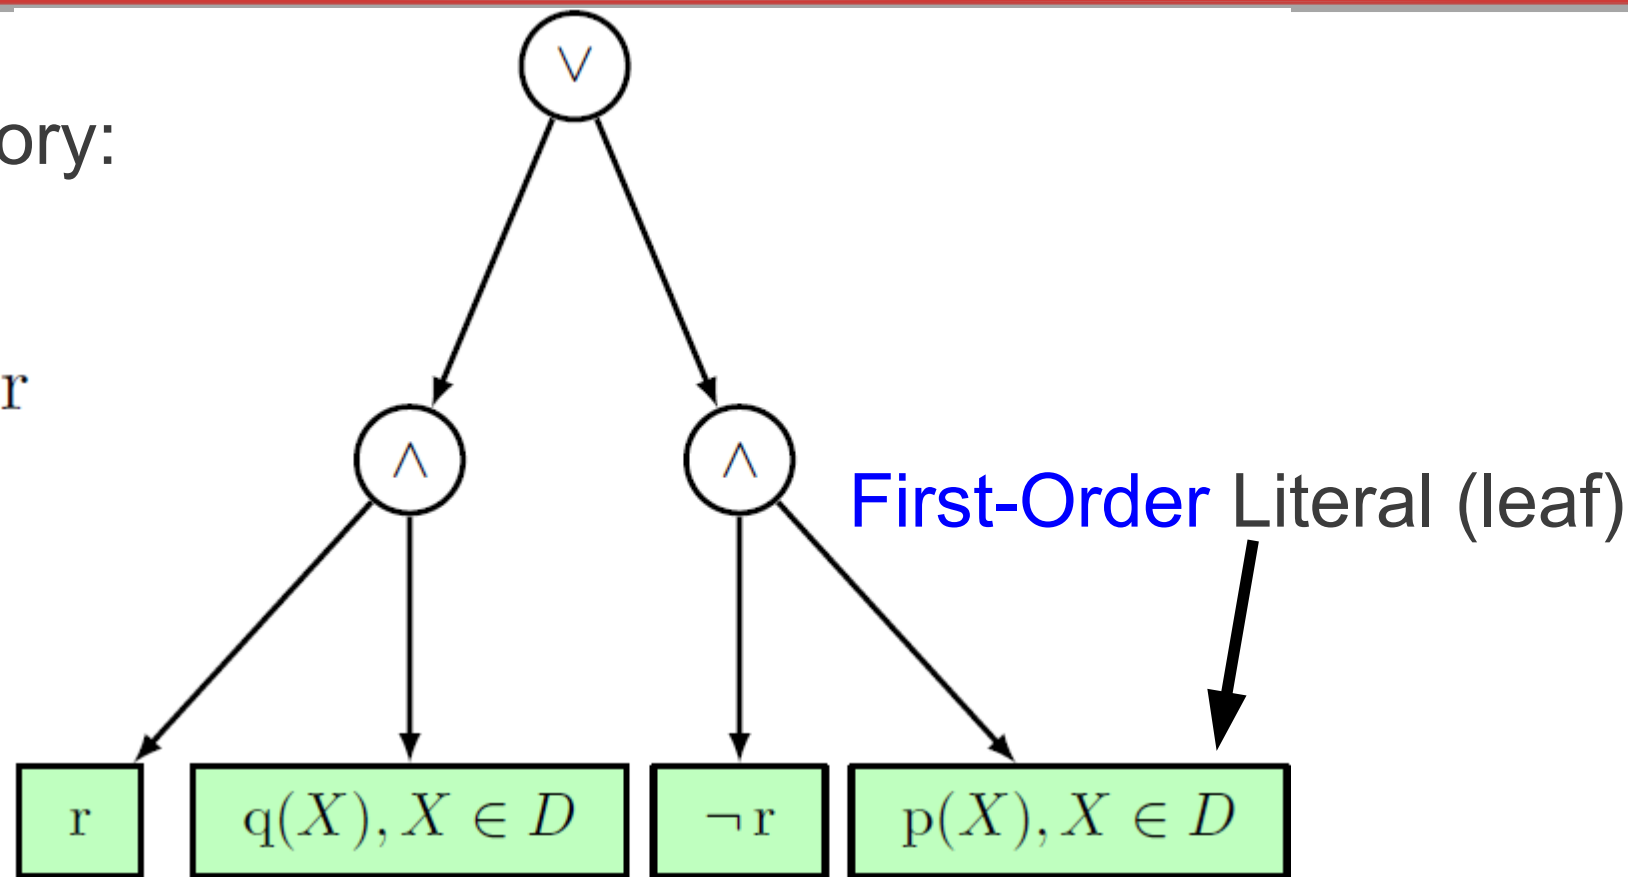 ∨
ory:
r
∧ ∧
First-Order Literal (leaf)
r q(X), X ∈ D ¬ r p(X), X ∈ D